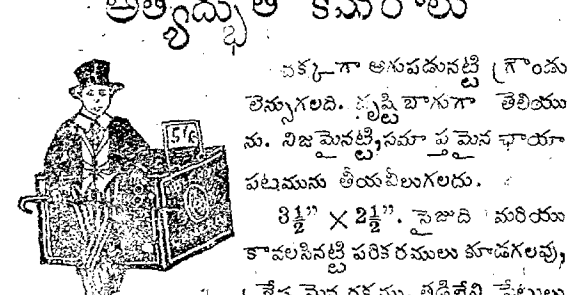 అత్యద్భుత కెమెరాలు
చక్కగా అగుపడునట్టి గ్రౌండు
లెన్సుగలది. దృష్టి బాగుగా తెలియు
ను. నిజమైనట్టి, సమాప్తమైన ఛాయా
పటమును తీయవీలుగలదు.
5/6
3½” × 2½”. సైజుది మరియు
కావలసినట్టి పరికరములు కూడగలవు,